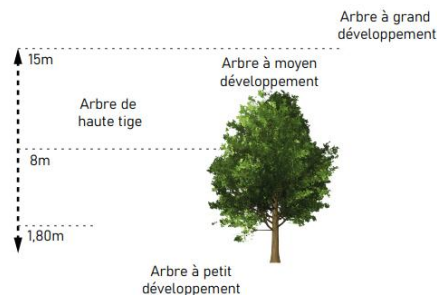 Arbre à grand
développement
15m
Arbre à moyen
développement
Arbre de
haute tige
8m
1,80m
Arbre à petit
développement